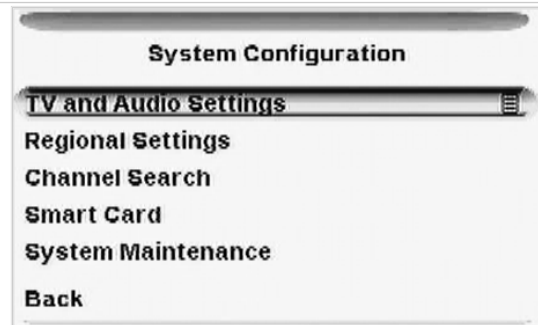 System Configuration
TV and Audio Settings
Regional Settings
Channel Search
Smart Card
System Maintenance
Back